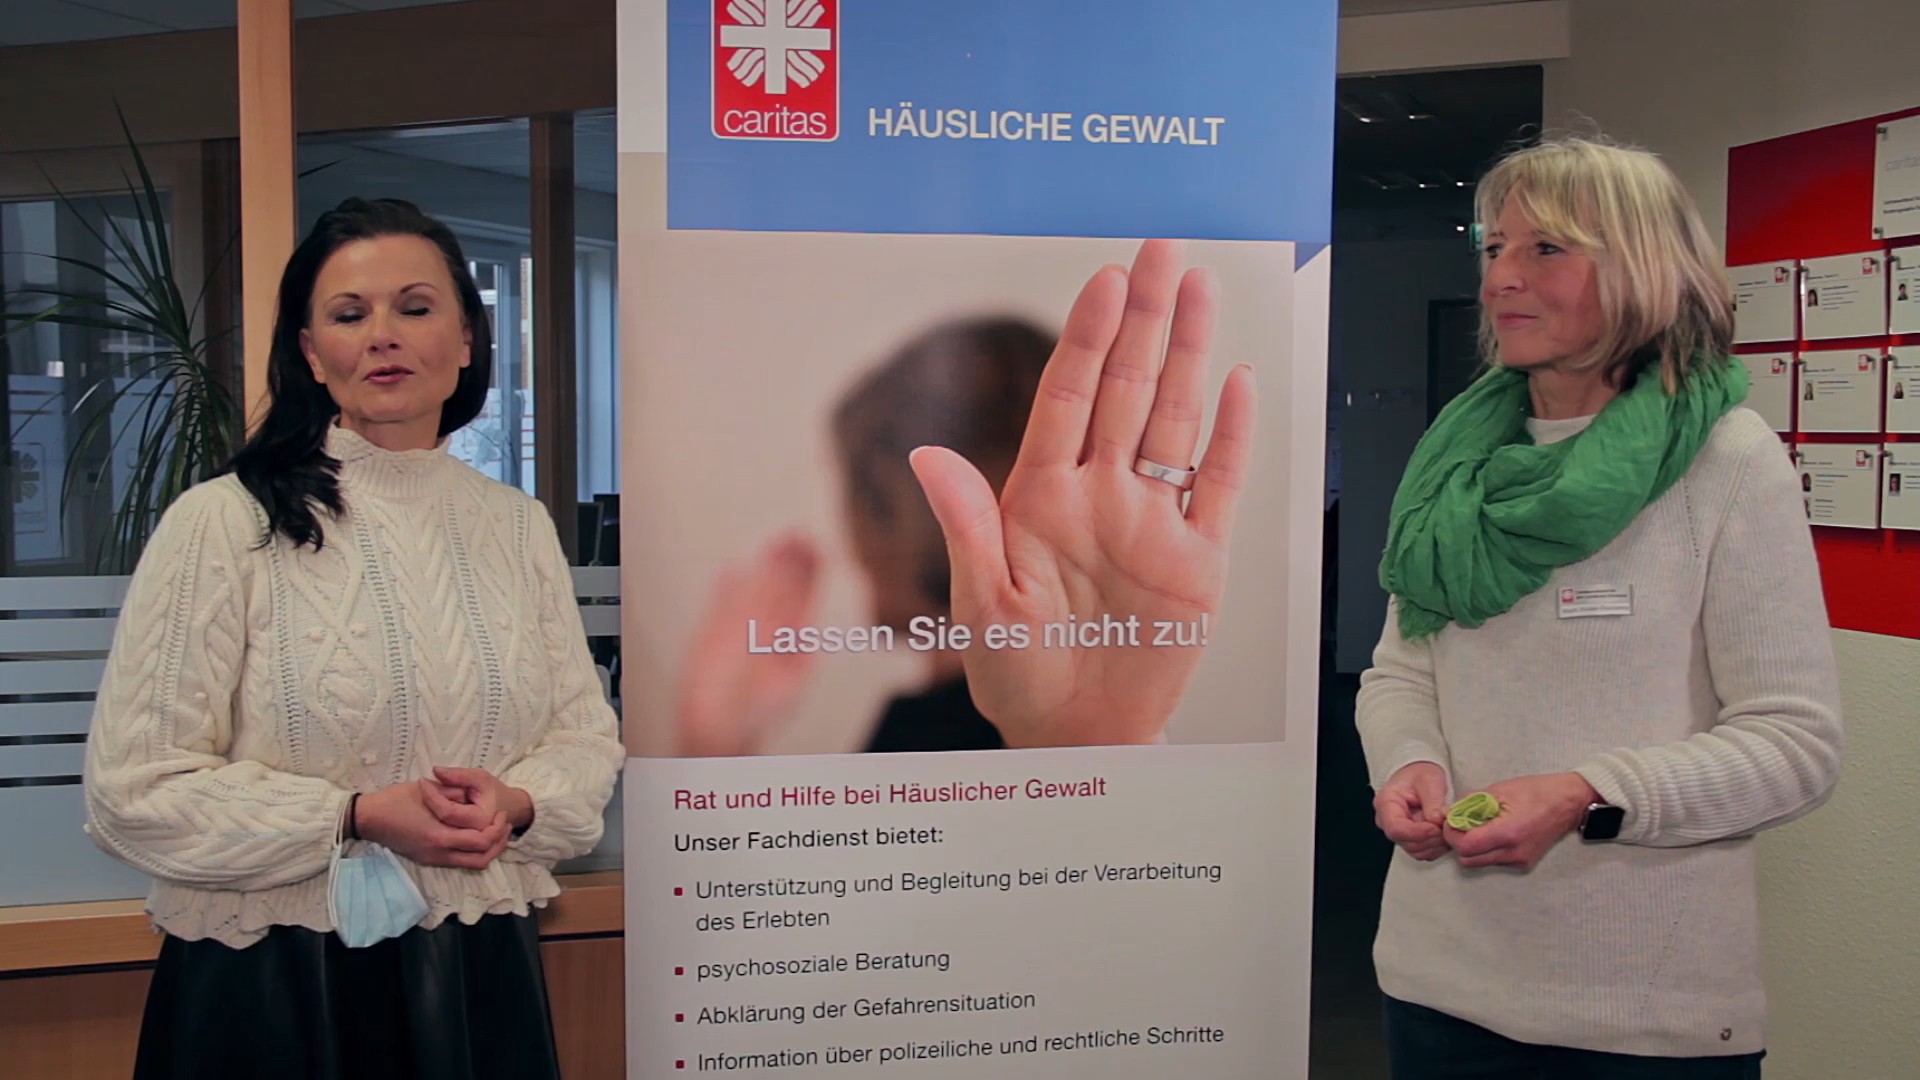 caritas
HÄUSLICHE GEWALT
Lassen Sie es nicht zu!
Rat und Hilfe bei Häuslicher Gewalt
Unser Fachdienst bietet:
Unterstützung und Begleitung bei der Verarbeitung
des Erlebten
psychosoziale Beratung
Abklärung der Gefahrensituation
Information über polizeiliche und rechtliche Schritte